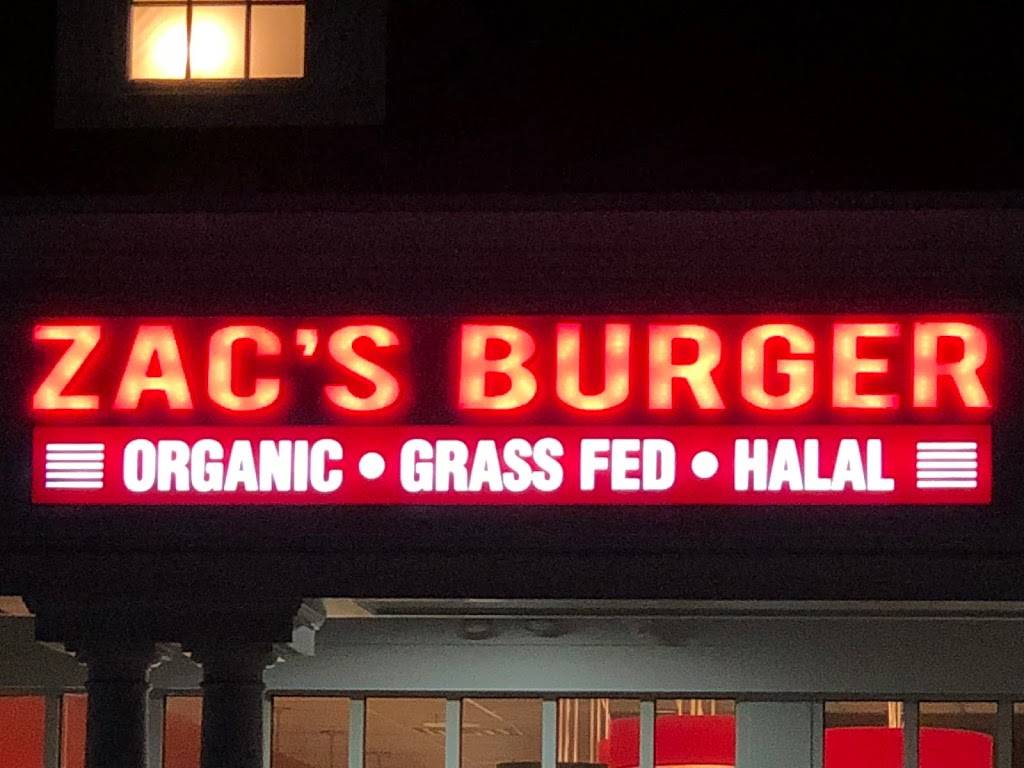 ZAC'S BURGER
ORGANIC • GRASS FED • HALAL